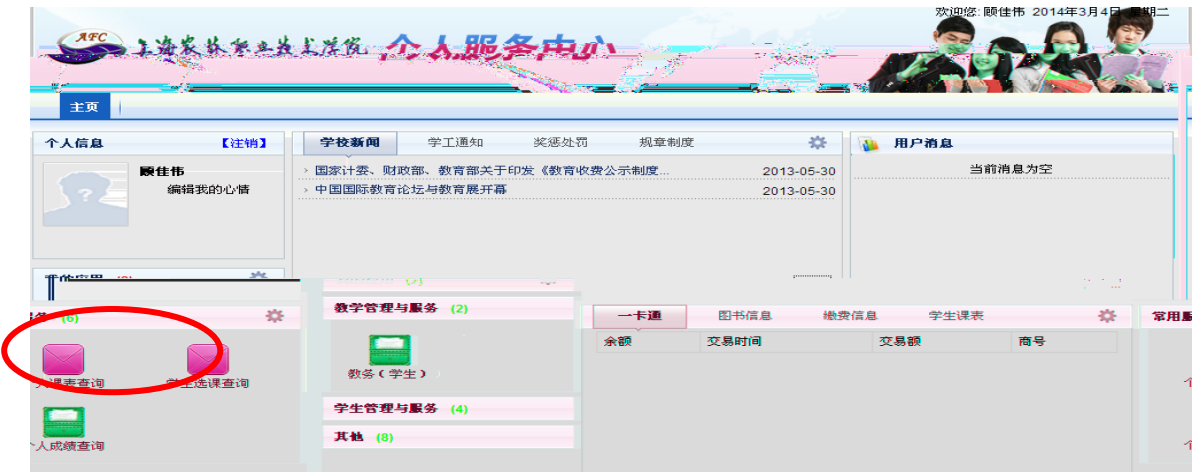 欢迎您: 顾佳伟 2014年3月4日 星期二
AFC 上海农林职业技术学院 个人服务中心
主页
个人信息 【注销】
学校新闻 学工通知 奖惩处罚 规章制度
用户消息
顾佳伟
编辑我的心情
› 国家计委、财政部、教育部关于印发《教育收费公示制度... 2013-05-30
› 中国国际教育论坛与教育展开幕 2013-05-30
当前消息为空
(6)
教学管理与服务 (2)
一卡通 图书信息 缴费信息 学生课表
常用服
余额 交易时间 交易额 商号
人课表查询 学生选课查询
教务(学生)
学生管理与服务 (4)
其他 (8)
个人成绩查询